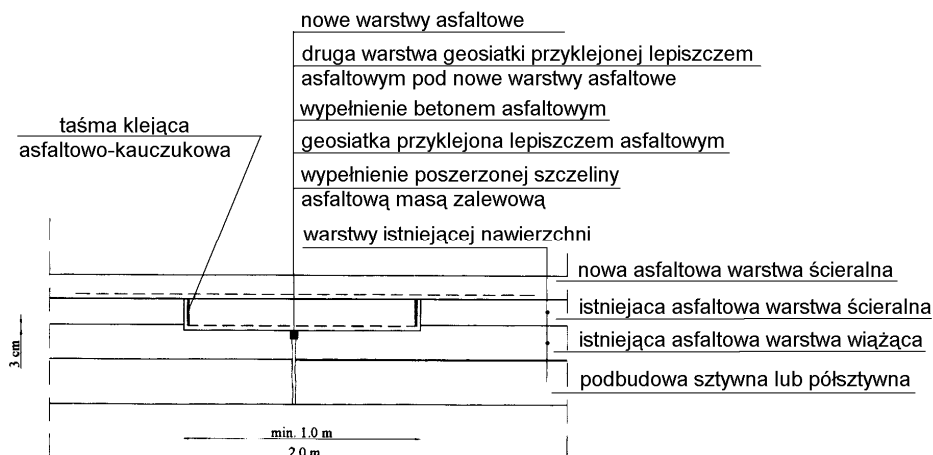 nowe warstwy asfaltowe
druga warstwa geosiatki przyklejonej lepiszczem
asfaltowym pod nowe warstwy asfaltowe
wypełnienie betonem asfaltowym
taśma klejąca
asfaltowo-kauczukowa
geosiatka przyklejona lepiszczem asfaltowym
wypełnienie poszerzonej szczeliny
asfaltową masą zalewową
warstwy istniejącej nawierzchni
nowa asfaltowa warstwa ścieralna
istniejaca asfaltowa warstwa ścieralna
istniejąca asfaltowa warstwa wiążąca
3 cm
podbudowa sztywna lub półsztywna
min. 1.0 m
2.0 m